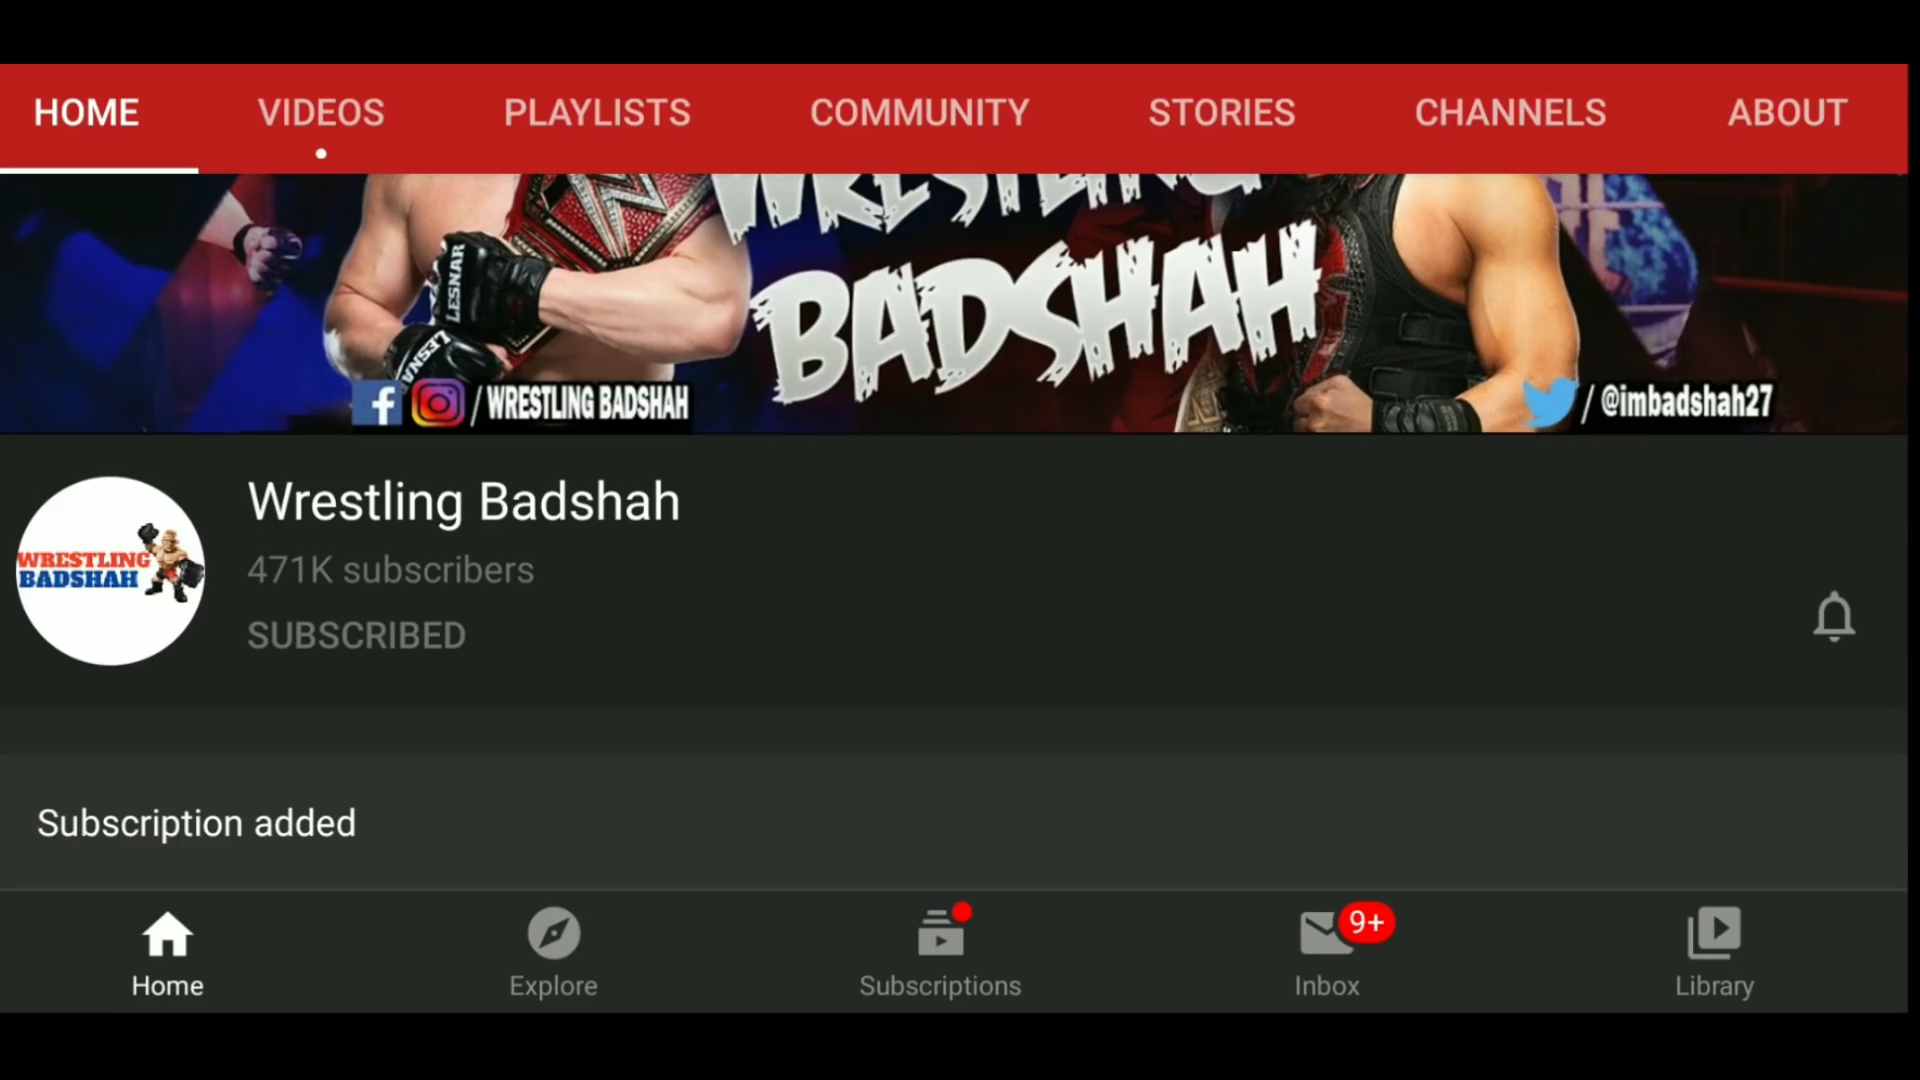 HOME VIDEOS PLAYLISTS COMMUNITY STORIES CHANNELS ABOUT
WRESTLING
BADSHAH
LESNAR
/ WRESTLING BADSHAH
/ @imbadshah27
Wrestling Badshah
471K subscribers
SUBSCRIBED
WRESTLING
BADSHAH
Subscription added
9+
Home Explore Subscriptions Inbox Library